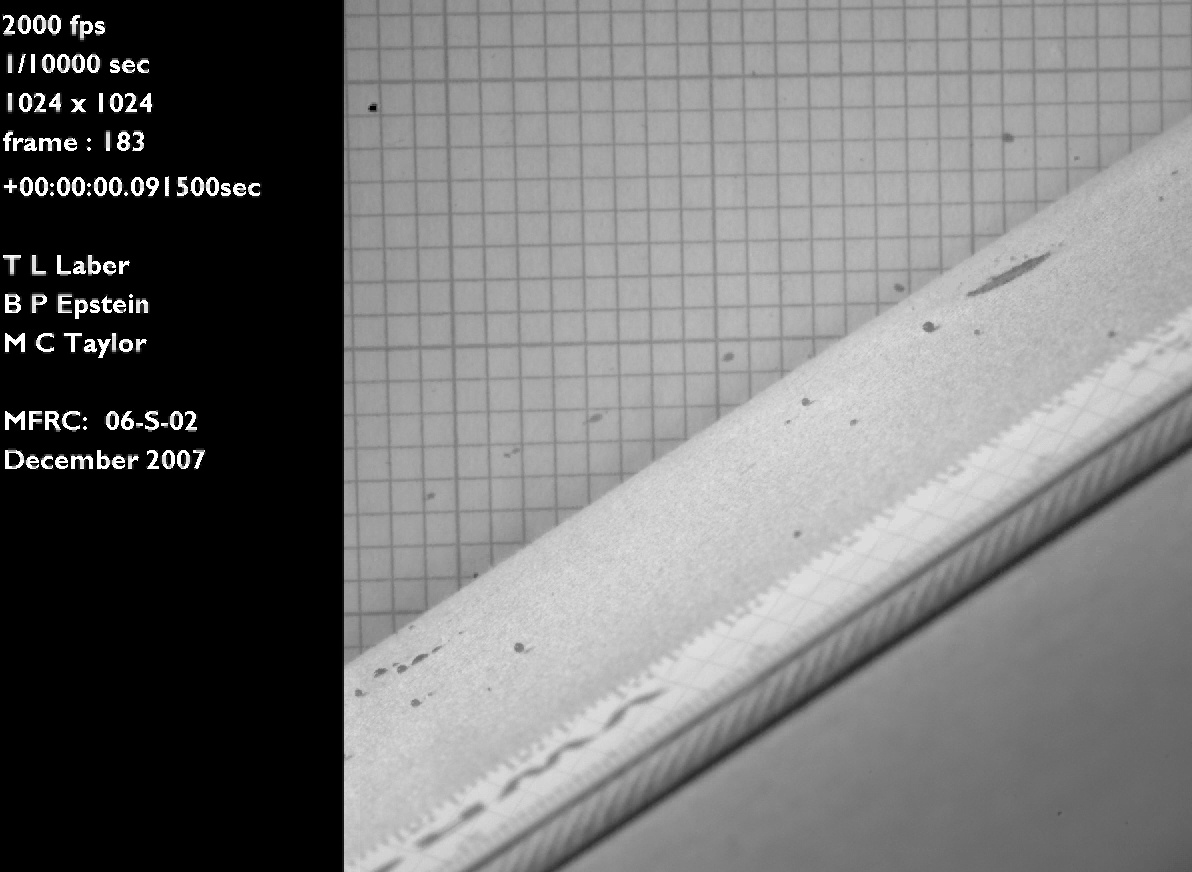 2000 fps
1/10000 sec
1024 x 1024
frame : 183
+00:00:00.091500sec
T L Laber
B P Epstein
M C Taylor
MFRC: 06-S-02
December 2007